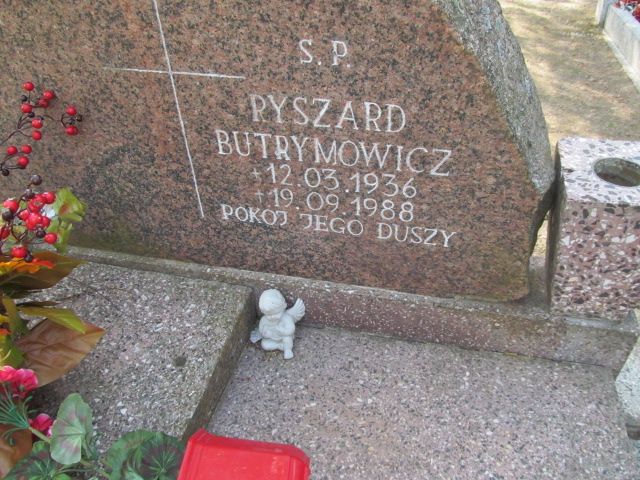 S. P.
RYSZARD
BUTRYMOWICZ
+12.03.1936
+19.09.1988
POKÓJ JEGO DUSZY